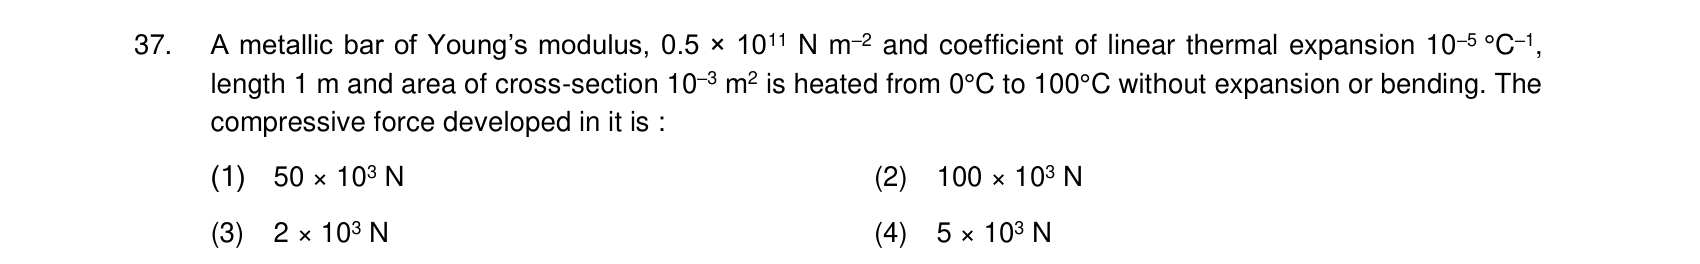 37. A metallic bar of Young's modulus, 0.5 × 10¹¹ N m⁻² and coefficient of linear thermal expansion 10⁻⁵ °C⁻¹,
length 1 m and area of cross-section 10⁻³ m² is heated from 0°C to 100°C without expansion or bending. The
compressive force developed in it is :
(1) 50 × 10³ N (2) 100 × 10³ N
(3) 2 × 10³ N (4) 5 × 10³ N